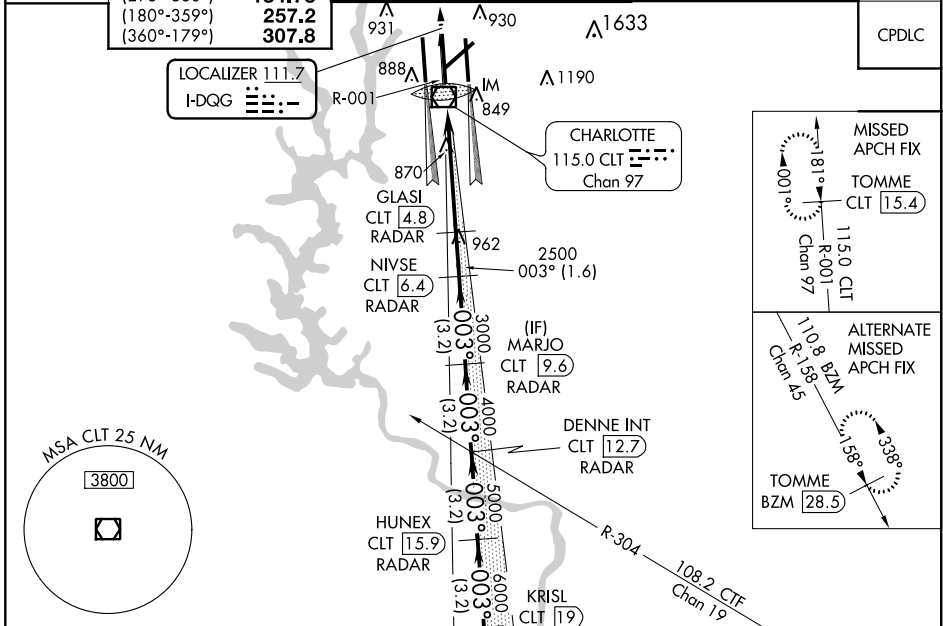 (180°-359°) 257.2
(360°-179°) 307.8
931
930
1633
CPDLC
LOCALIZER 111.7
I-DQG
R-001
888
IM
849
1190
CHARLOTTE
115.0 CLT
Chan 97
870
GLASI
CLT 4.8
RADAR
962
2500
003° (1.6)
NIVSE
CLT 6.4
RADAR
003°
3000
(3.2)
(IF)
MARJO
CLT 9.6
RADAR
003°
4000
(3.2)
DENNE INT
CLT 12.7
RADAR
003°
5000
(3.2)
HUNEX
CLT 15.9
RADAR
003°
6000
(3.2)
KRISL
CLT 19
R-304
108.2 CTF
Chan 19
MSA CLT 25 NM
3800
MISSED
APCH FIX
TOMME
CLT 15.4
181°
001°
115.0 CLT
R-001
Chan 97
ALTERNATE
MISSED
APCH FIX
110.8 BZM
R-158
Chan 45
158°
338°
TOMME
BZM 28.5